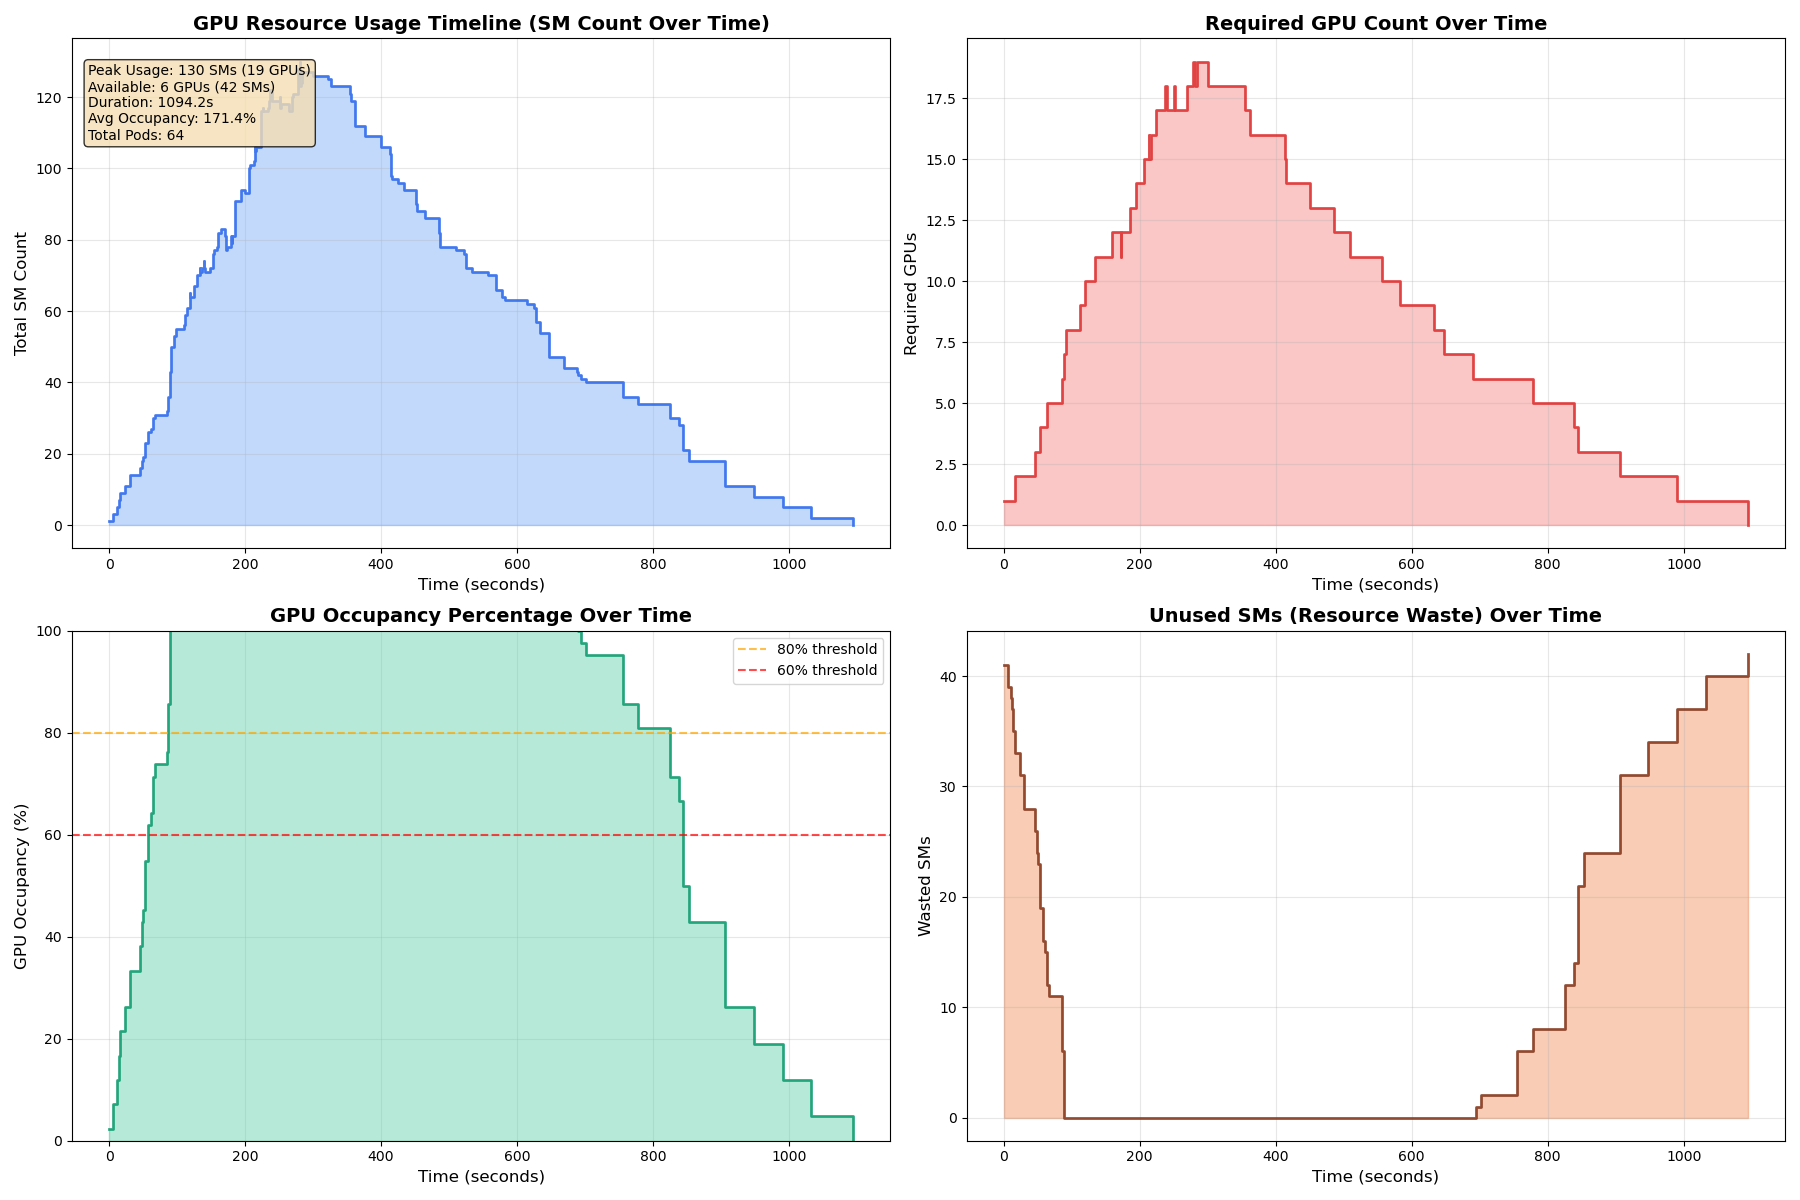 GPU Resource Usage Timeline (SM Count Over Time)
Peak Usage: 130 SMs (19 GPUs)
Available: 6 GPUs (42 SMs)
Duration: 1094.2s
Avg Occupancy: 171.4%
Total Pods: 64
Total SM Count
120
100
80
60
40
20
0
0 200 400 600 800 1000
Time (seconds)
Required GPU Count Over Time
Required GPUs
17.5
15.0
12.5
10.0
7.5
5.0
2.5
0.0
0 200 400 600 800 1000
Time (seconds)
GPU Occupancy Percentage Over Time
80% threshold
60% threshold
GPU Occupancy (%)
100
80
60
40
20
0
0 200 400 600 800 1000
Time (seconds)
Unused SMs (Resource Waste) Over Time
Wasted SMs
40
30
20
10
0
0 200 400 600 800 1000
Time (seconds)